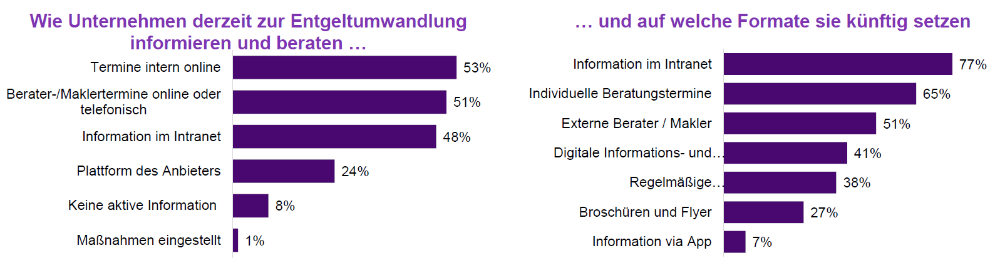 Wie Unternehmen derzeit zur Entgeltumwandlung
informieren und beraten …
Termine intern online
53%
Berater-/Maklertermine online oder
telefonisch
51%
Information im Intranet
48%
Plattform des Anbieters
24%
Keine aktive Information
8%
Maßnahmen eingestellt
1%
… und auf welche Formate sie künftig setzen
Information im Intranet
77%
Individuelle Beratungstermine
65%
Externe Berater / Makler
51%
Digitale Informations- und…
41%
Regelmäßige…
38%
Broschüren und Flyer
27%
Information via App
7%